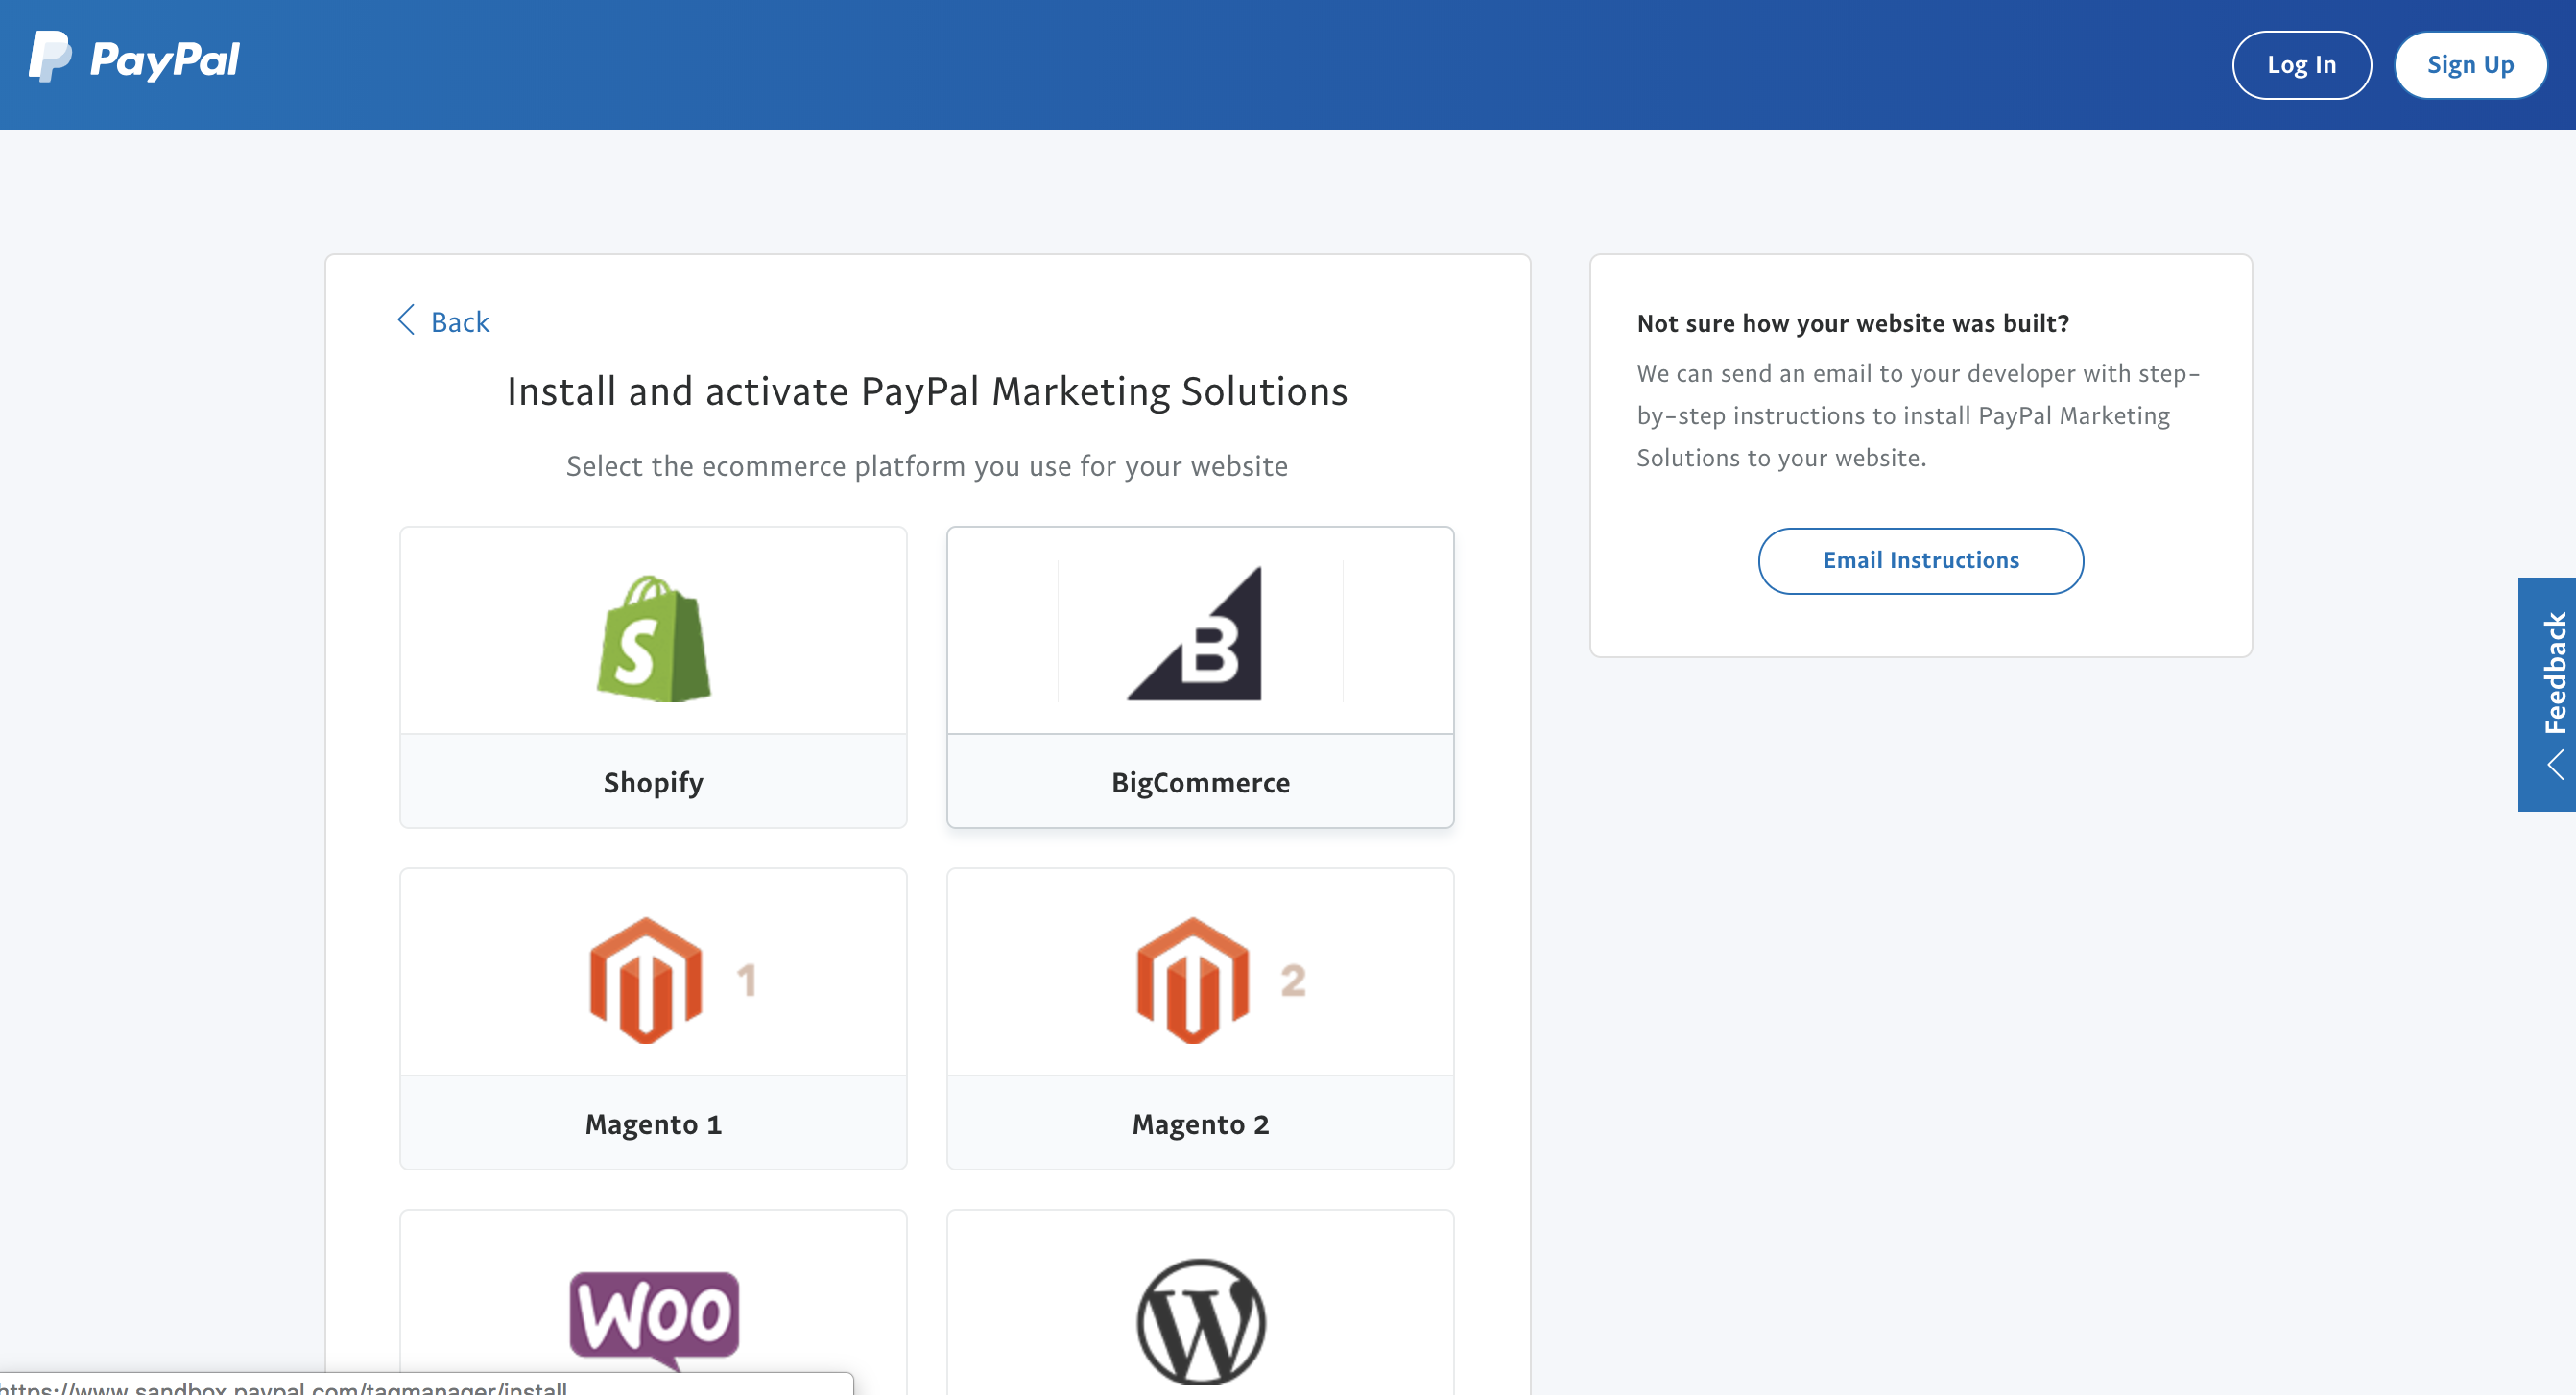 PayPal
Log In
Sign Up
Back
Install and activate PayPal Marketing Solutions
Select the ecommerce platform you use for your website
S
B
Shopify
BigCommerce
1
2
Magento 1
Magento 2
WOO
W
Not sure how your website was built?
We can send an email to your developer with step-
by-step instructions to install PayPal Marketing
Solutions to your website.
Email Instructions
Feedback
https://www.sandbox.paypal.com/tagmanager/install